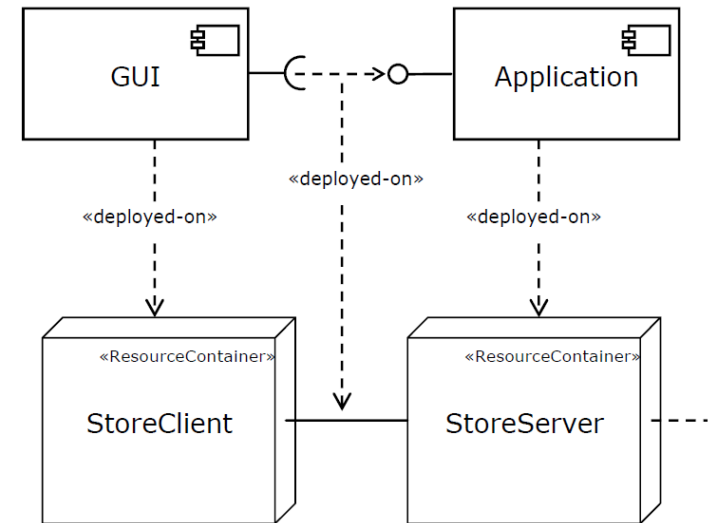 GUI
Application
«deployed-on»
«deployed-on»
«deployed-on»
«ResourceContainer»
«ResourceContainer»
StoreClient
StoreServer